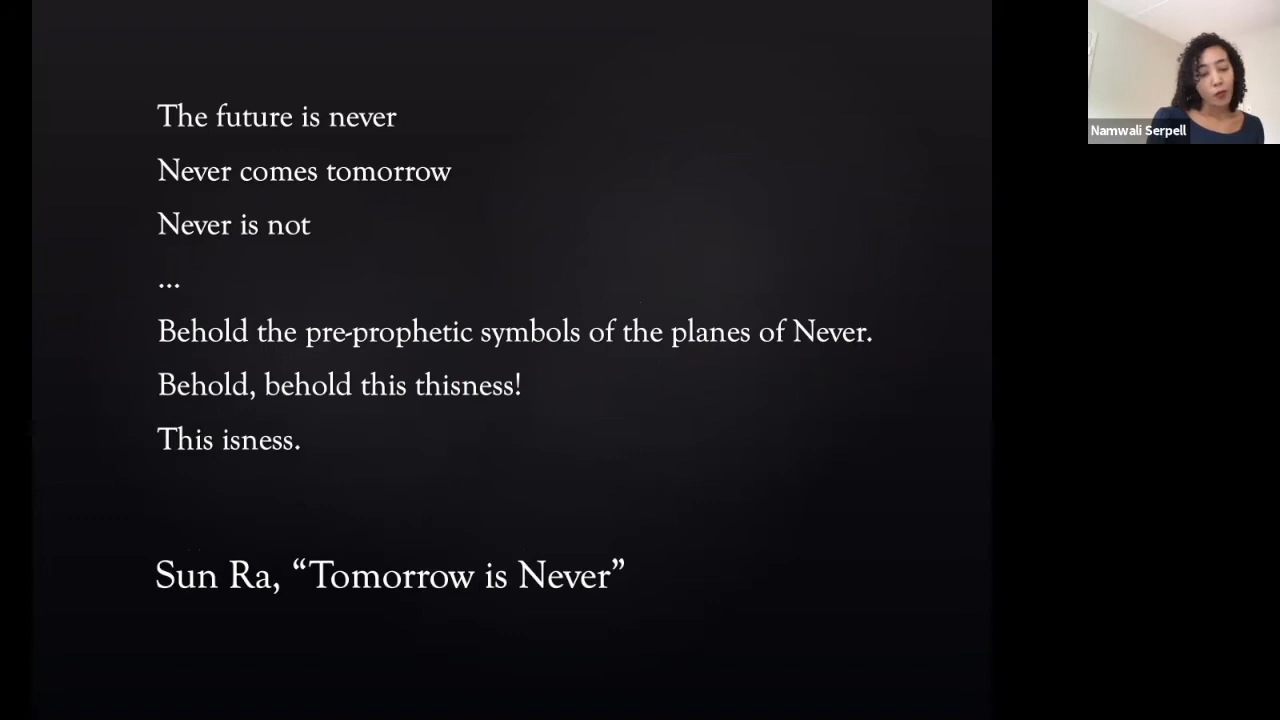 The future is never
Never comes tomorrow
Never is not
...
Behold the pre-prophetic symbols of the planes of Never.
Behold, behold this thisness!
This isness.
Sun Ra, “Tomorrow is Never”
Namwali Serpell